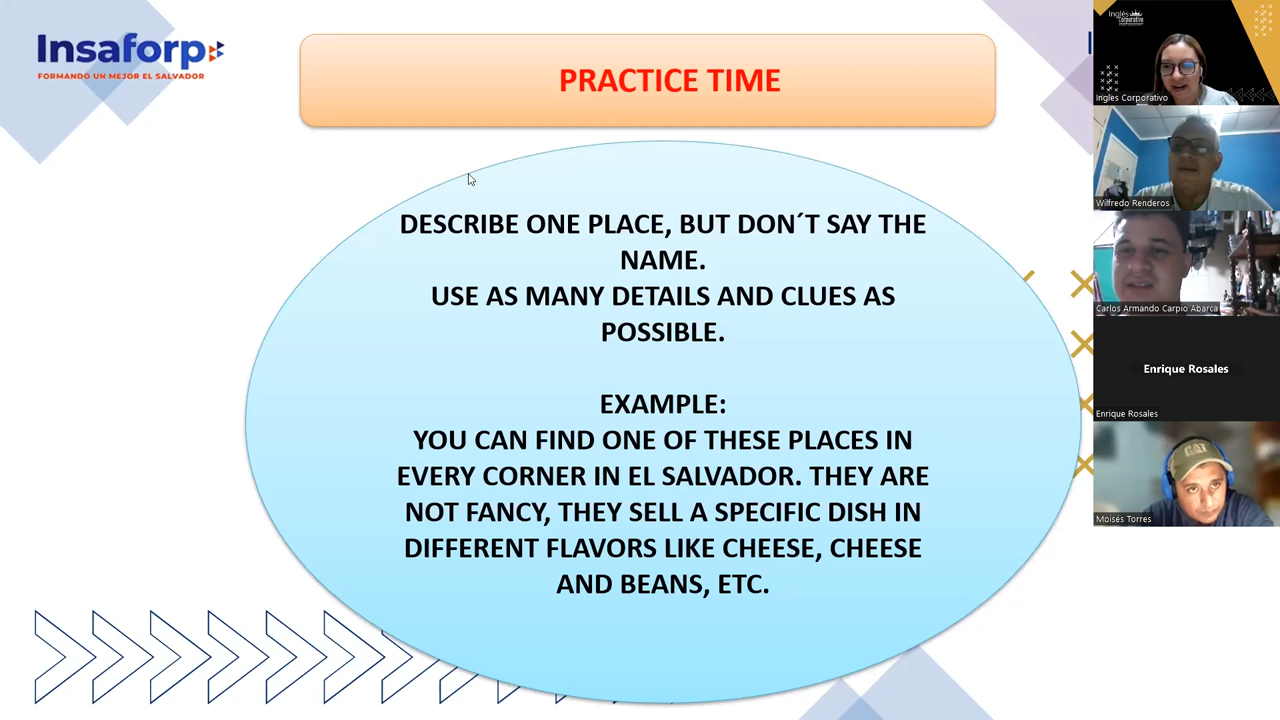 Insaforp
FORMANDO UN MEJOR EL SALVADOR
PRACTICE TIME
DESCRIBE ONE PLACE, BUT DON´T SAY THE
NAME.
USE AS MANY DETAILS AND CLUES AS
POSSIBLE.
EXAMPLE:
YOU CAN FIND ONE OF THESE PLACES IN
EVERY CORNER IN EL SALVADOR. THEY ARE
NOT FANCY, THEY SELL A SPECIFIC DISH IN
DIFFERENT FLAVORS LIKE CHEESE, CHEESE
AND BEANS, ETC.
Inglés
Corporativo
Ingles Corporativo
Wilfredo Renderos
Carlos Armando Carpio Abarca
Enrique Rosales
Enrique Rosales
CAT
Moisés Torres